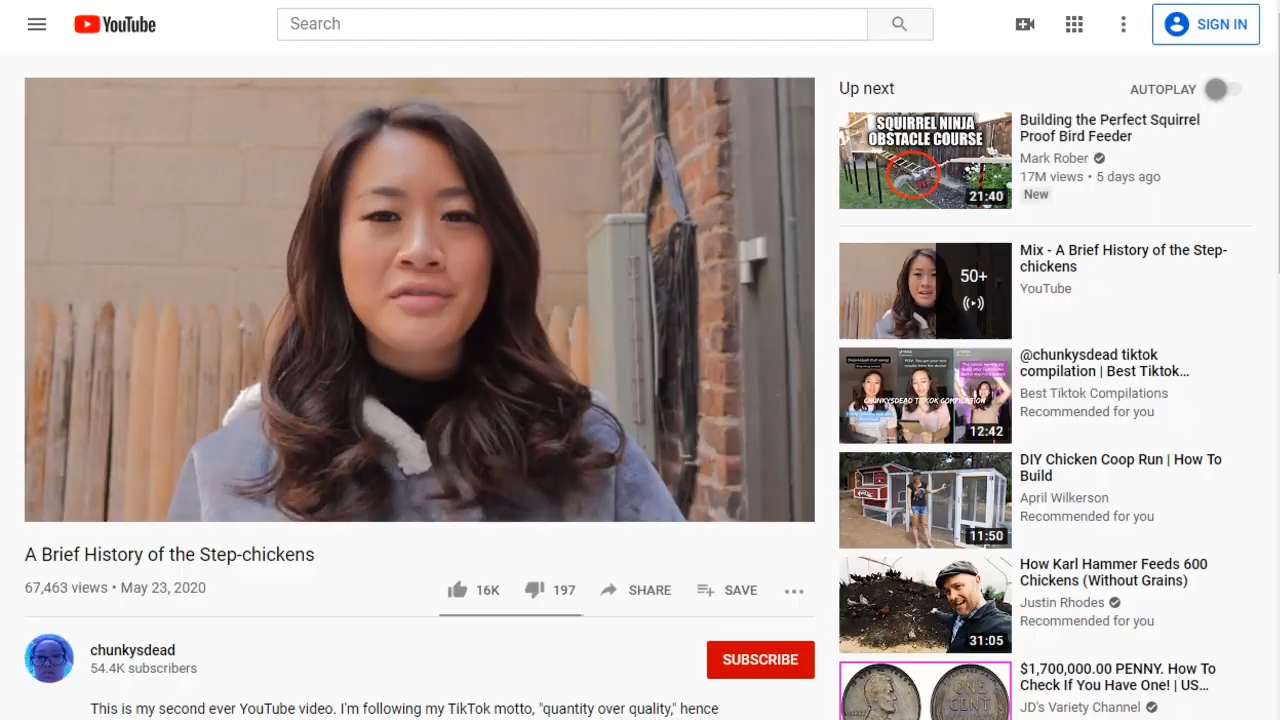 YouTube
Search
SIGN IN
A Brief History of the Step-chickens
67,463 views • May 23, 2020
16K
197
SHARE
SAVE
chunkysdead
54.4K subscribers
SUBSCRIBE
This is my second ever YouTube video. I'm following my TikTok motto, "quantity over quality," hence
Up next
AUTOPLAY
SQUIRREL NINJA
OBSTACLE COURSE
21:40
Building the Perfect Squirrel
Proof Bird Feeder
Mark Rober
17M views • 5 days ago
New
50+
Mix - A Brief History of the Step-
chickens
YouTube
CHUNKYSDEAD TIKTOK COMPILATION
12:42
@chunkysdead tiktok
compilation | Best Tiktok...
Best Tiktok Compilations
Recommended for you
11:50
DIY Chicken Coop Run | How To
Build
April Wilkerson
Recommended for you
31:05
How Karl Hammer Feeds 600
Chickens (Without Grains)
Justin Rhodes
Recommended for you
ONE
CENT
$1,700,000.00 PENNY. How To
Check If You Have One! | US...
JD's Variety Channel